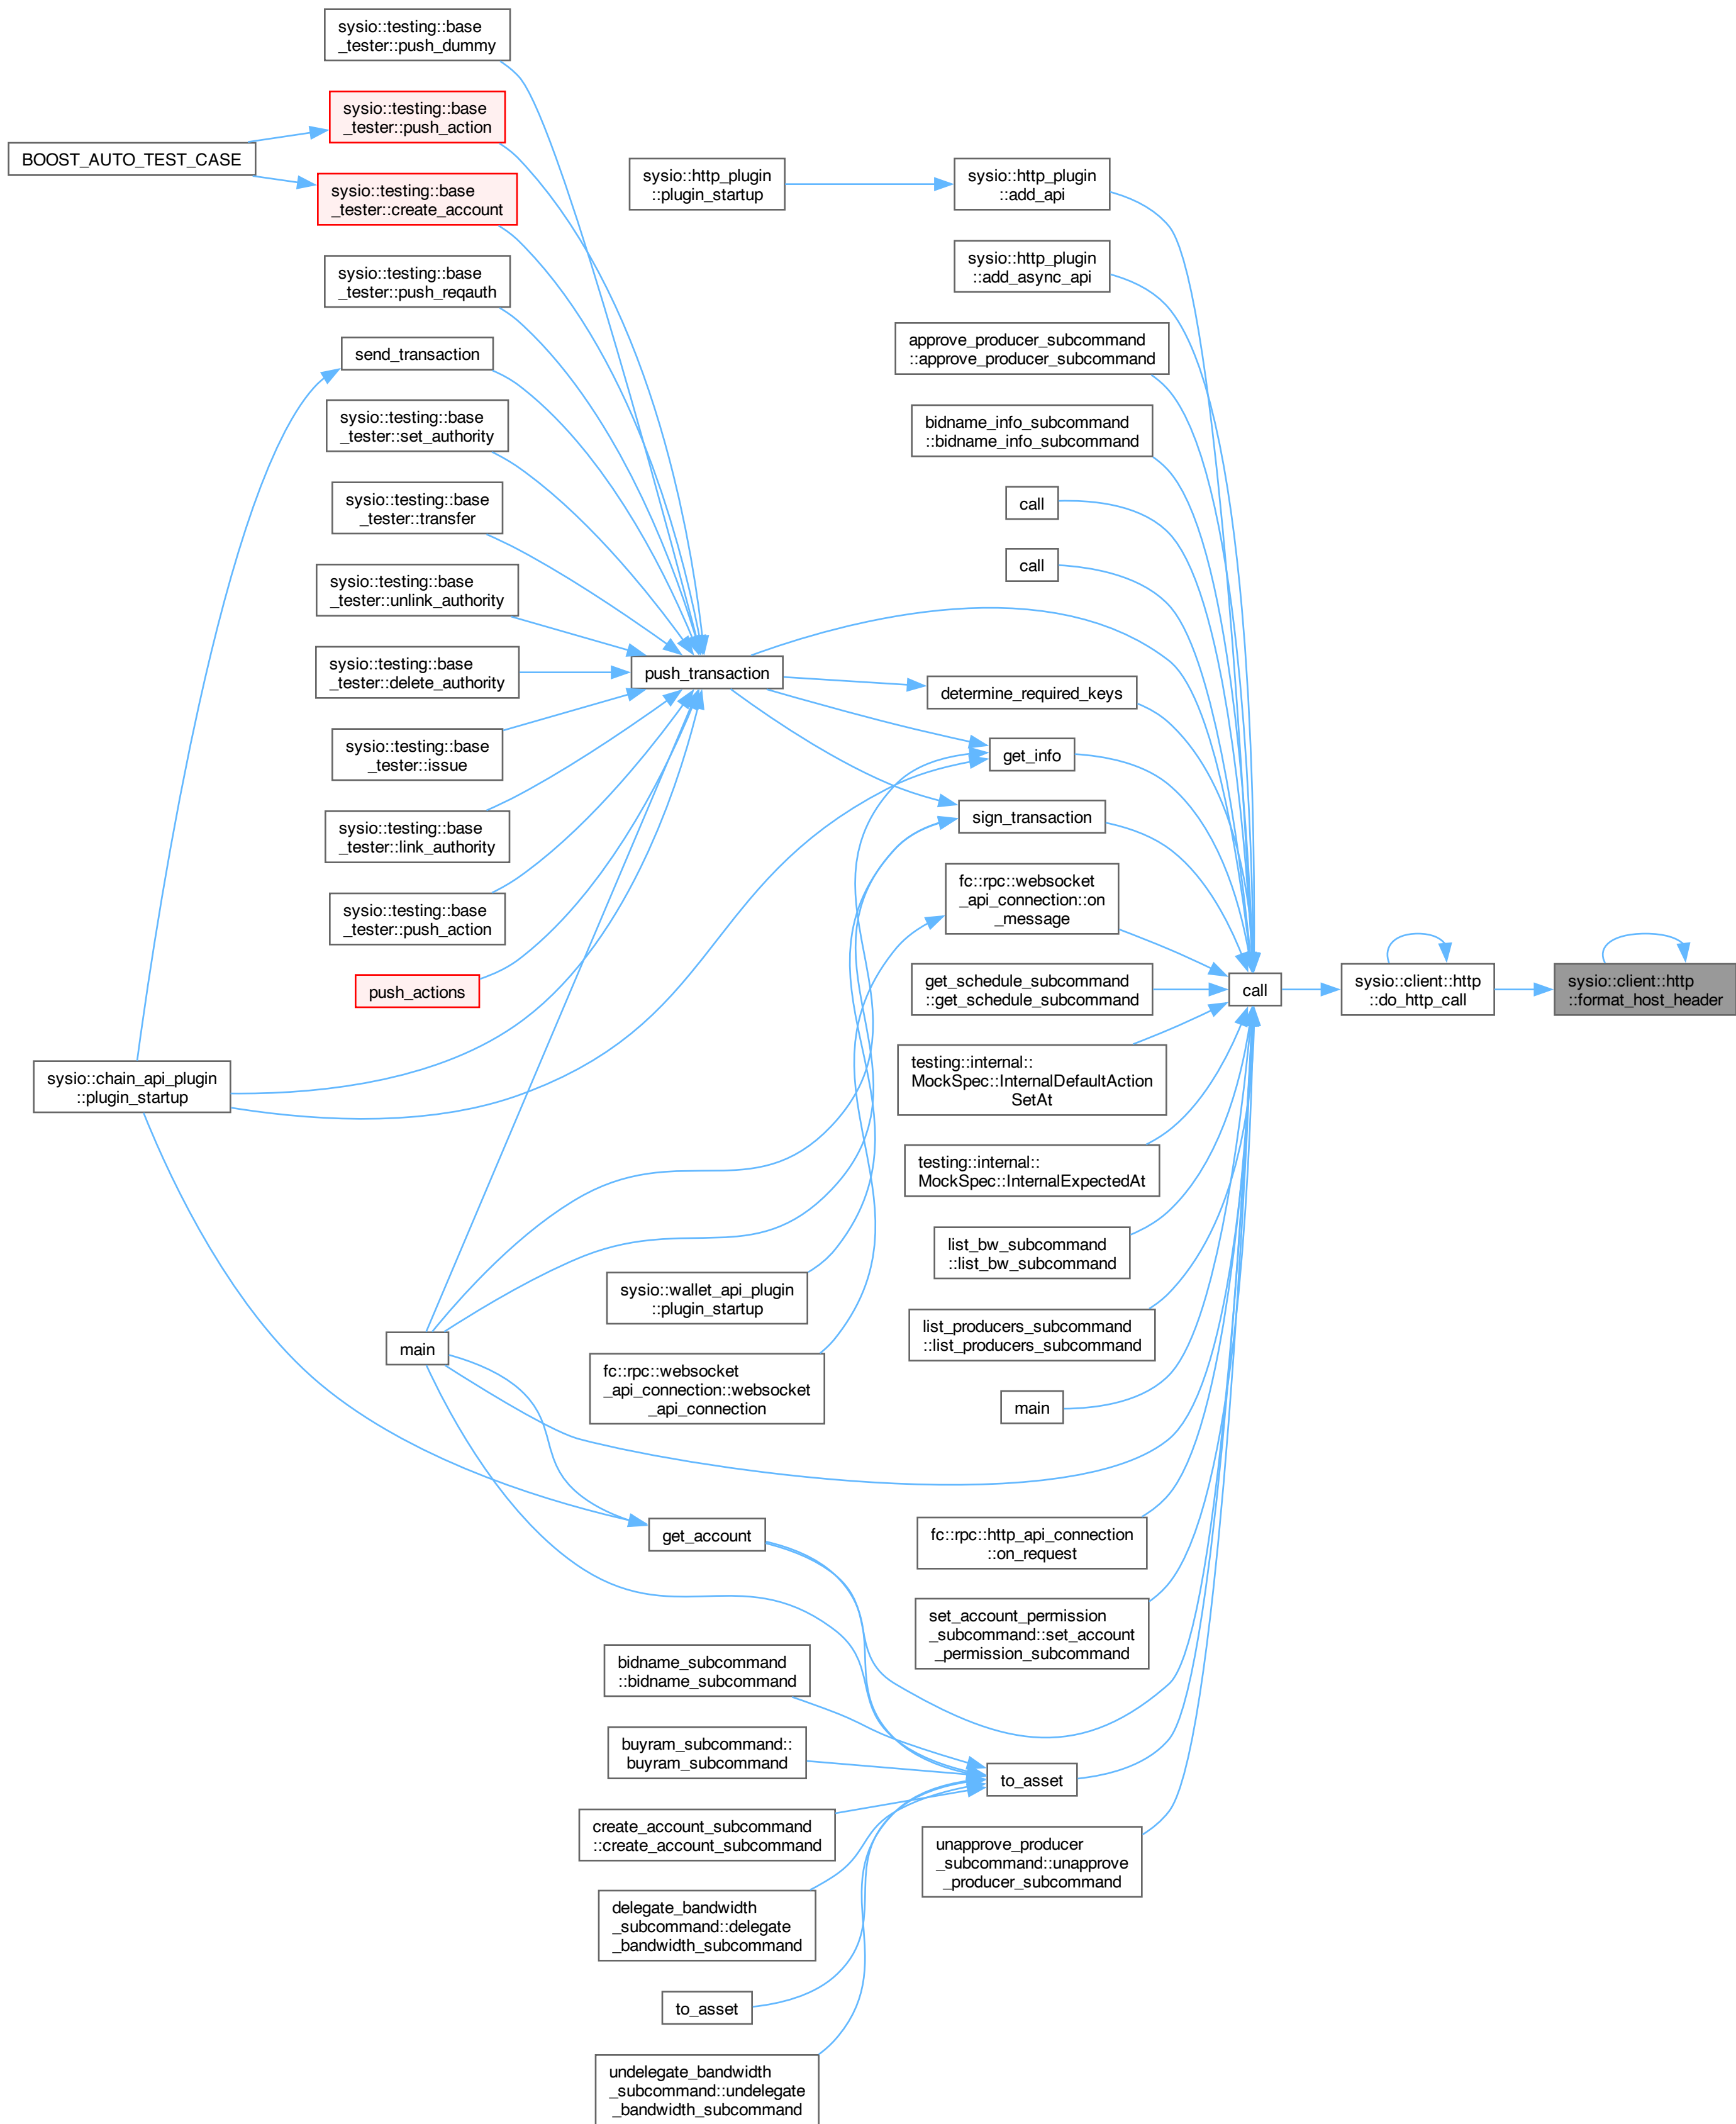 sysio::testing::base
_tester::push_dummy
sysio::testing::base
_tester::push_action
BOOST_AUTO_TEST_CASE
sysio::testing::base
_tester::create_account
sysio::testing::base
_tester::push_reqauth
send_transaction
sysio::testing::base
_tester::set_authority
sysio::testing::base
_tester::transfer
sysio::testing::base
_tester::unlink_authority
sysio::testing::base
_tester::delete_authority
sysio::testing::base
_tester::issue
sysio::testing::base
_tester::link_authority
sysio::testing::base
_tester::push_action
push_actions
sysio::chain_api_plugin
::plugin_startup
main
sysio::http_plugin
::plugin_startup
push_transaction
sysio::wallet_api_plugin
::plugin_startup
fc::rpc::websocket
_api_connection::websocket
_api_connection
get_account
bidname_subcommand
::bidname_subcommand
buyram_subcommand::
buyram_subcommand
create_account_subcommand
::create_account_subcommand
delegate_bandwidth
_subcommand::delegate
_bandwidth_subcommand
to_asset
undelegate_bandwidth
_subcommand::undelegate
_bandwidth_subcommand
sysio::http_plugin
::add_api
sysio::http_plugin
::add_async_api
approve_producer_subcommand
::approve_producer_subcommand
bidname_info_subcommand
::bidname_info_subcommand
call
call
determine_required_keys
get_info
sign_transaction
fc::rpc::websocket
_api_connection::on
_message
get_schedule_subcommand
::get_schedule_subcommand
testing::internal::
MockSpec::InternalDefaultAction
SetAt
testing::internal::
MockSpec::InternalExpectedAt
list_bw_subcommand
::list_bw_subcommand
list_producers_subcommand
::list_producers_subcommand
main
fc::rpc::http_api_connection
::on_request
set_account_permission
_subcommand::set_account
_permission_subcommand
to_asset
unapprove_producer
_subcommand::unapprove
_producer_subcommand
call
sysio::client::http
::do_http_call
sysio::client::http
::format_host_header